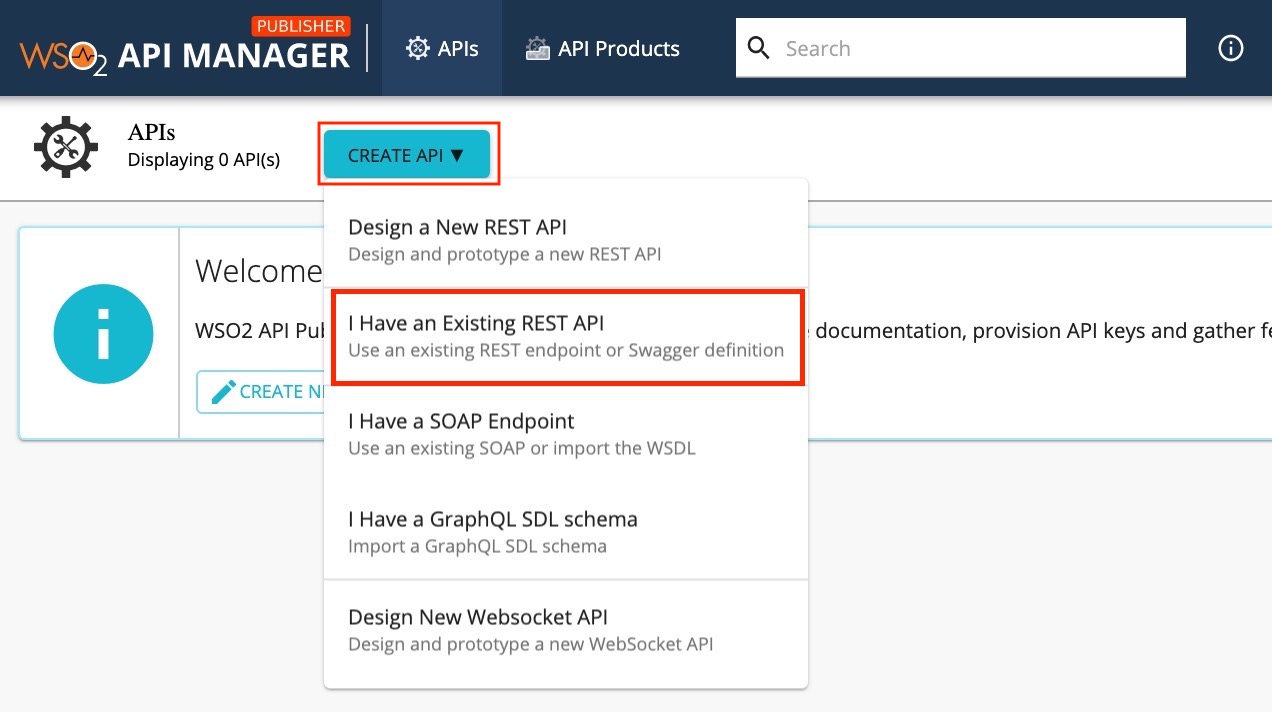 PUBLISHER
WSO2 API MANAGER
APIs
API Products
Search
APIs
Displaying 0 API(s)
CREATE API ▼
Design a New REST API
Design and prototype a new REST API
Welcome
I Have an Existing REST API
WSO2 API Pub
documentation, provision API keys and gather fe
Use an existing REST endpoint or Swagger definition
CREATE NE
I Have a SOAP Endpoint
Use an existing SOAP or import the WSDL
I Have a GraphQL SDL schema
Import a GraphQL SDL schema
Design New Websocket API
Design and prototype a new WebSocket API